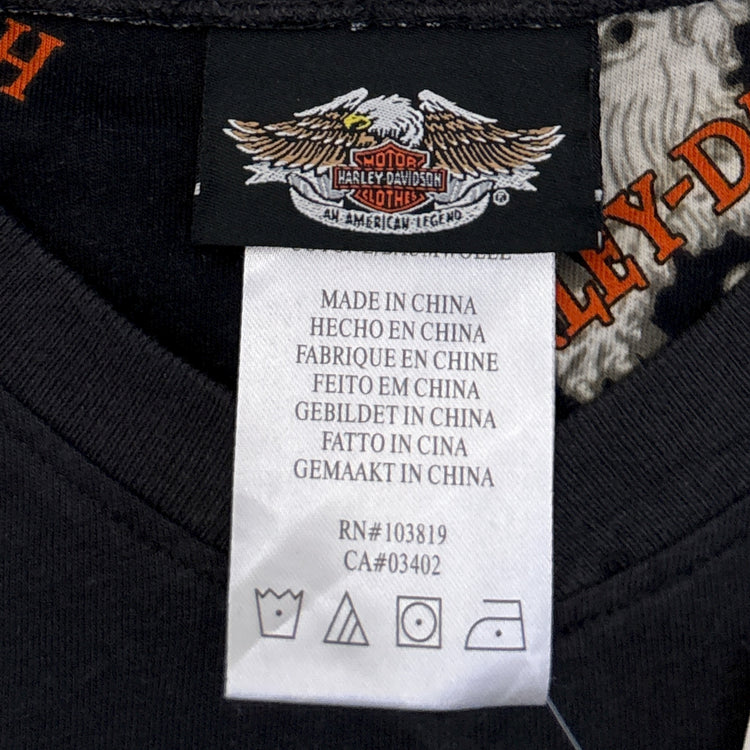 H
MOTOR
HARLEY-DAVIDSON
CLOTHES
AN AMERICAN LEGEND
®
MADE IN CHINA
HECHO EN CHINA
FABRIQUE EN CHINE
FEITO EM CHINA
GEBILDET IN CHINA
FATTO IN CINA
GEMAAKT IN CHINA
RN#103819
CA#03402